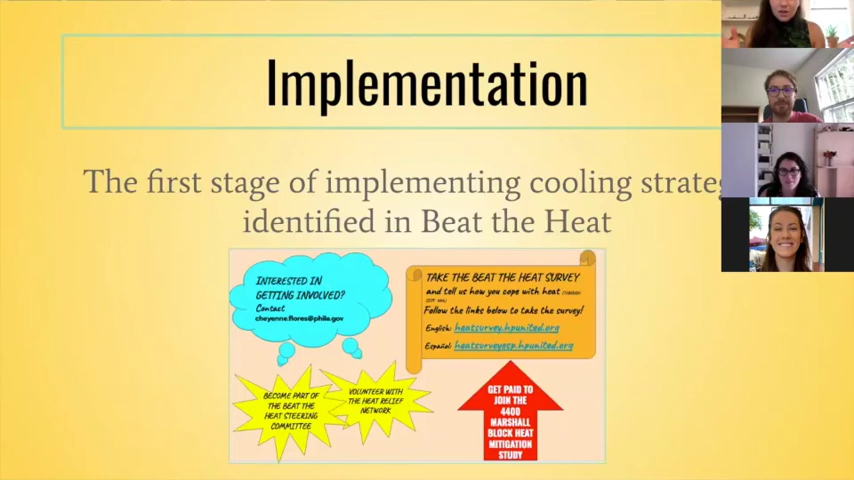 Implementation
The first stage of implementing cooling
identified in Beat the Heat
INTERESTED IN
GETTING INVOLVED?
Contact
cheyenne.flores@phila.gov
TAKE THE BEAT THE HEAT SURVEY
and tell us how you cope with heat
Follow the links below to take the survey!
English: heatsurvey.hpunited.org
Español: heatsurveyesp.hpunited.org
BECOME PART OF
THE BEAT THE
HEAT STEERING
COMMITTEE
VOLUNTEER WITH
THE HEAT RELIEF
NETWORK
GET PAID TO
JOIN THE
4400
MARSHALL
BLOCK HEAT
MITIGATION
STUDY